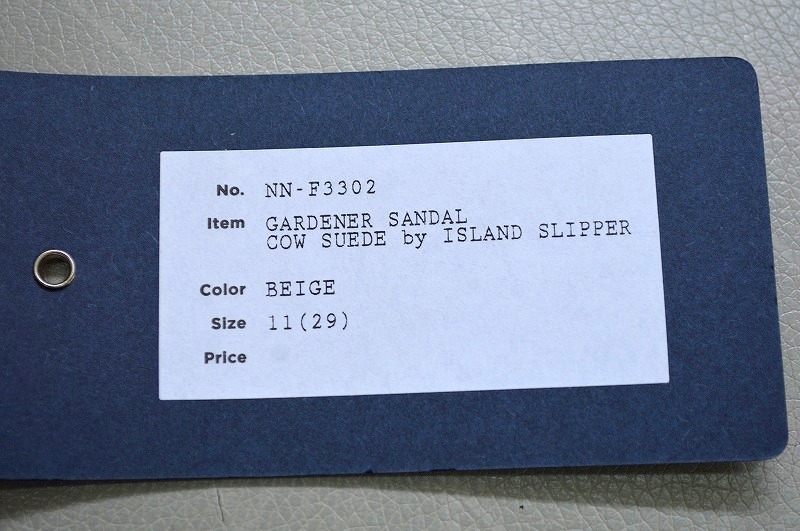 No. NN-F3302
Item GARDENER SANDAL
COW SUEDE by ISLAND SLIPPER
Color BEIGE
Size 11(29)
Price